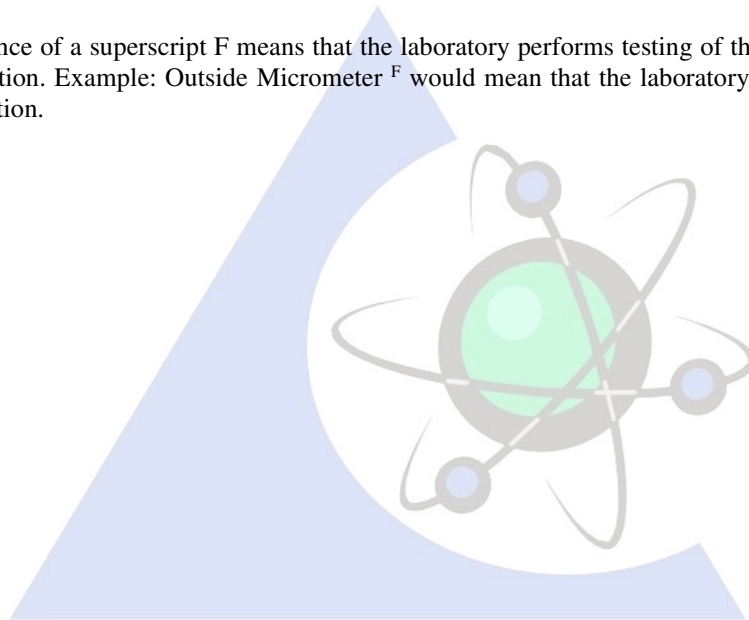 nce of a superscript F means that the laboratory performs testing of th
tion. Example: Outside Micrometer F would mean that the laboratory
tion.